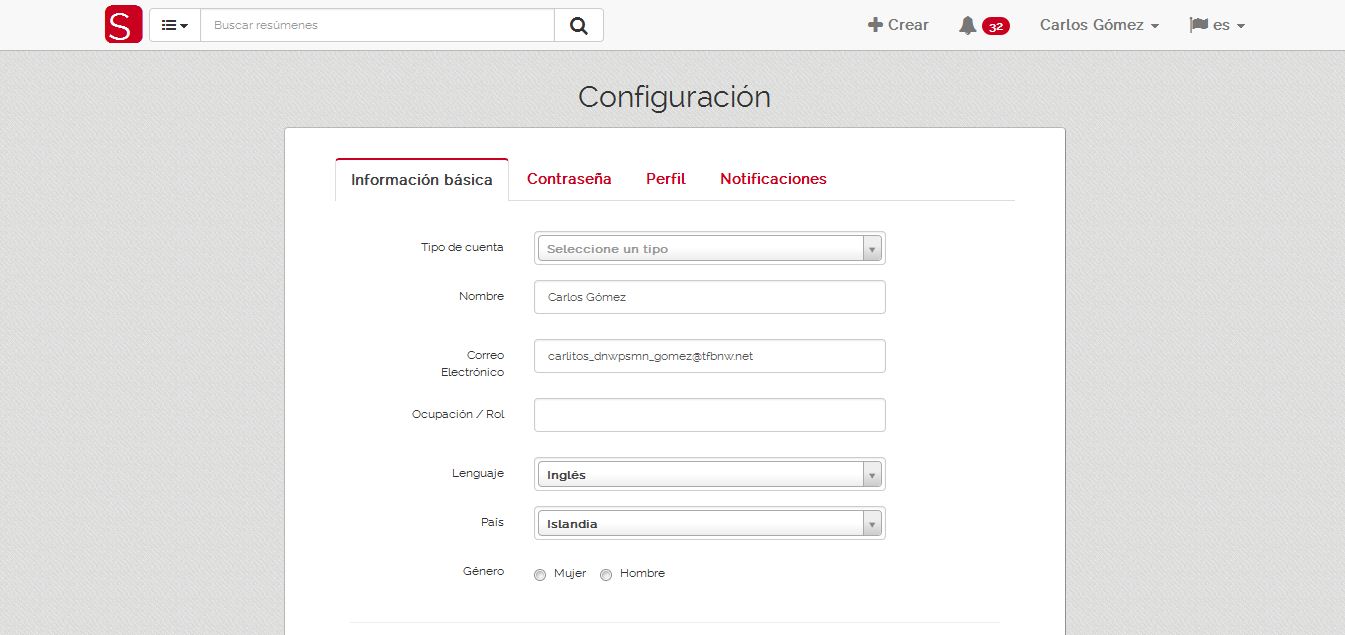 S
Buscar resúmenes
Crear
32
Carlos Gómez
es
Configuración
Información básica
Contraseña
Perfil
Notificaciones
Tipo de cuenta
Seleccione un tipo
Nombre
Carlos Gómez
Correo
Electrónico
carlitos_dnwpsmn_gomez@tfbnw.net
Ocupación / Rol
Lenguaje
Inglés
País
Islandia
Género
Mujer
Hombre